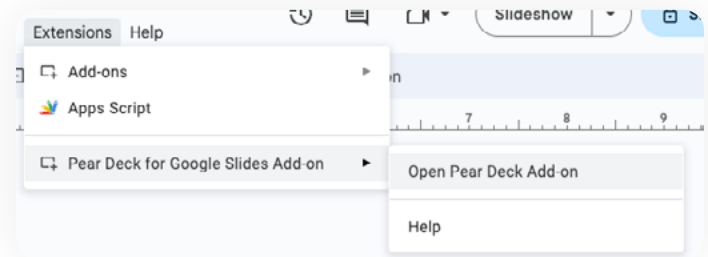 Slideshow
Extensions Help
Add-ons
Apps Script
7 8 9
Pear Deck for Google Slides Add-on
Open Pear Deck Add-on
Help